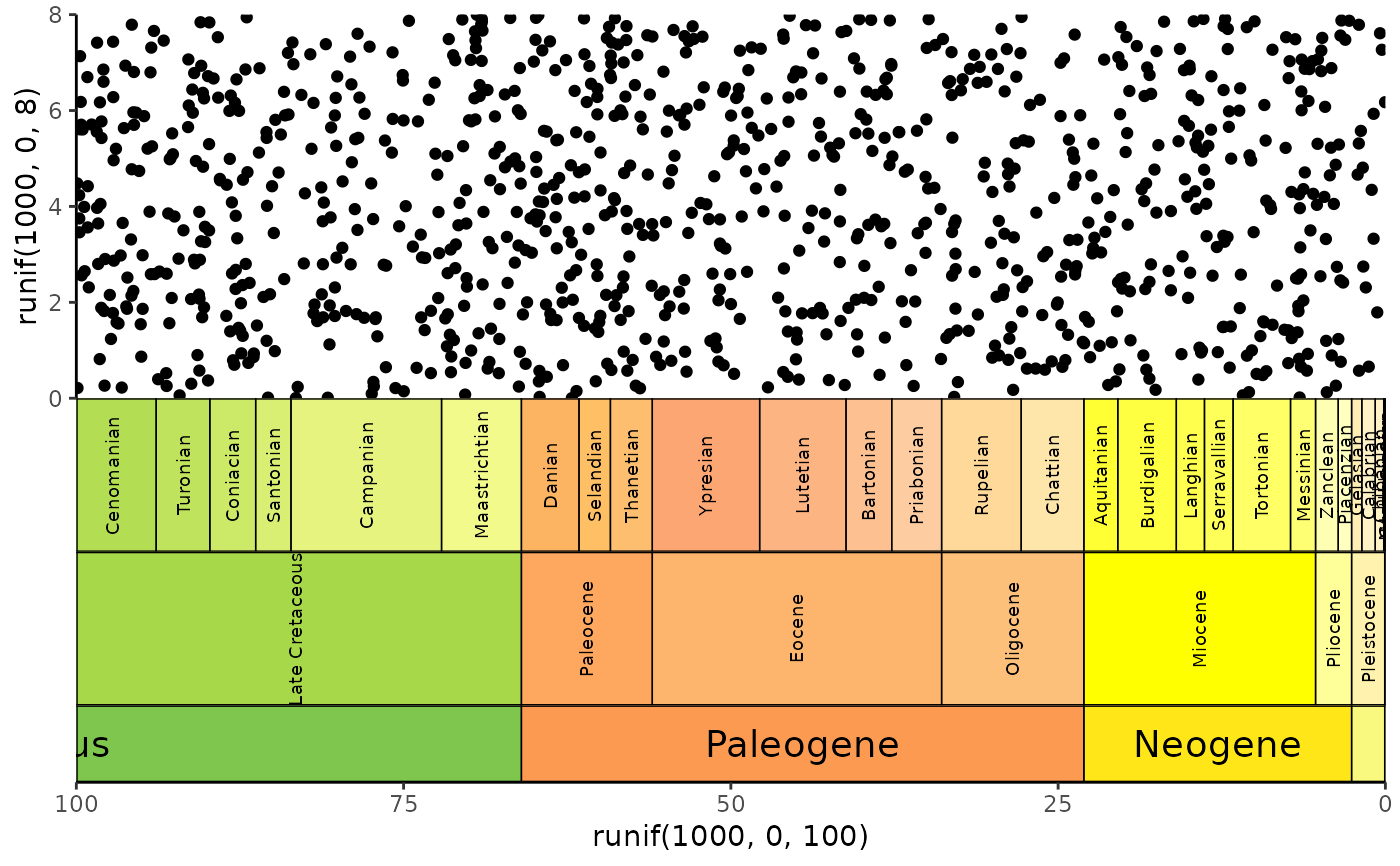 8
6
4
2
0
runif(1000, 0, 8)
Cenomanian
Turonian
Coniacian
Santonian
Campanian
Maastrichtian
Danian
Selandian
Thanetian
Ypresian
Lutetian
Bartonian
Priabonian
Rupelian
Chattian
Aquitanian
Burdigalian
Langhian
Serravallian
Tortonian
Messinian
Zanclean
Piacenzian
Gelasian
Calabrian
Late Cretaceous
Paleocene
Eocene
Oligocene
Miocene
Pliocene
Pleistocene
us
Paleogene
Neogene
100
75
50
25
0
runif(1000, 0, 100)